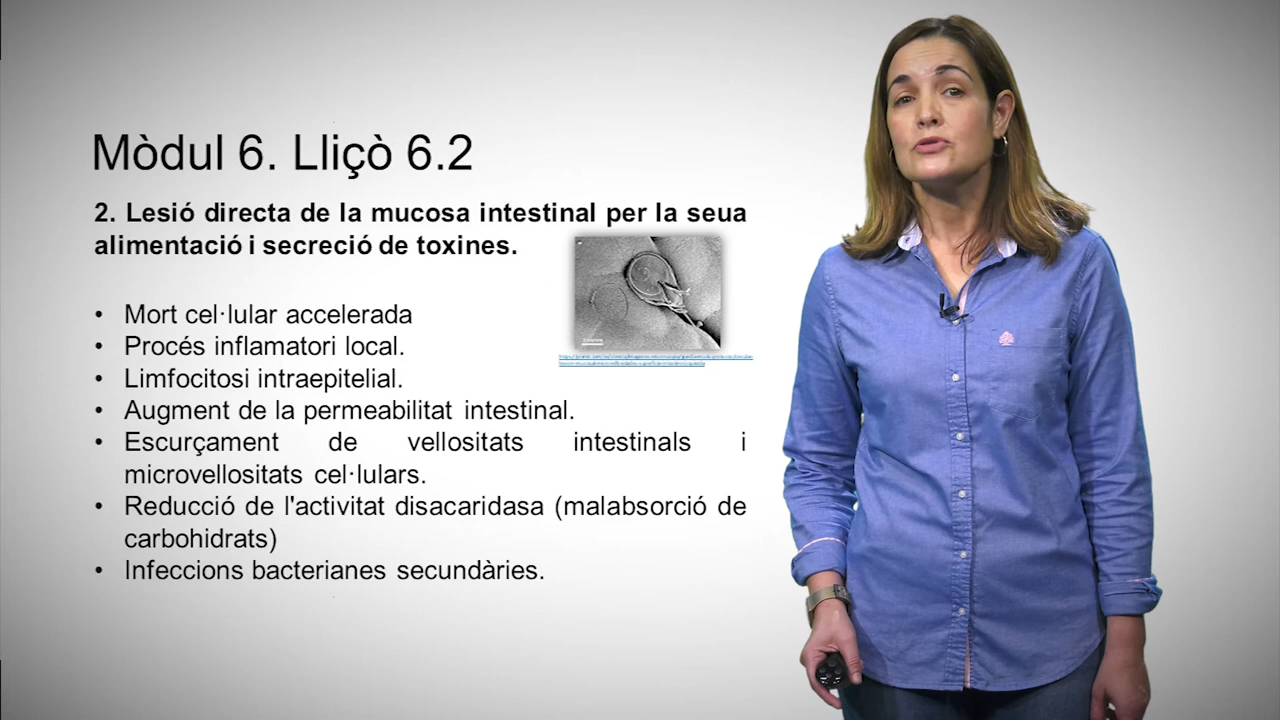 Mòdul 6. Lliçò 6.2
2. Lesió directa de la mucosa intestinal per la seua
alimentació i secreció de toxines.
• Mort cel·lular accelerada
• Procés inflamatori local.
• Limfocitosi intraepitelial.
• Augment de la permeabilitat intestinal.
• Escurçament de vellositats intestinals i
microvellositats cel·lulars.
• Reducció de l'activitat disacaridasa (malabsorció de
carbohidrats)
• Infeccions bacterianes secundàries.